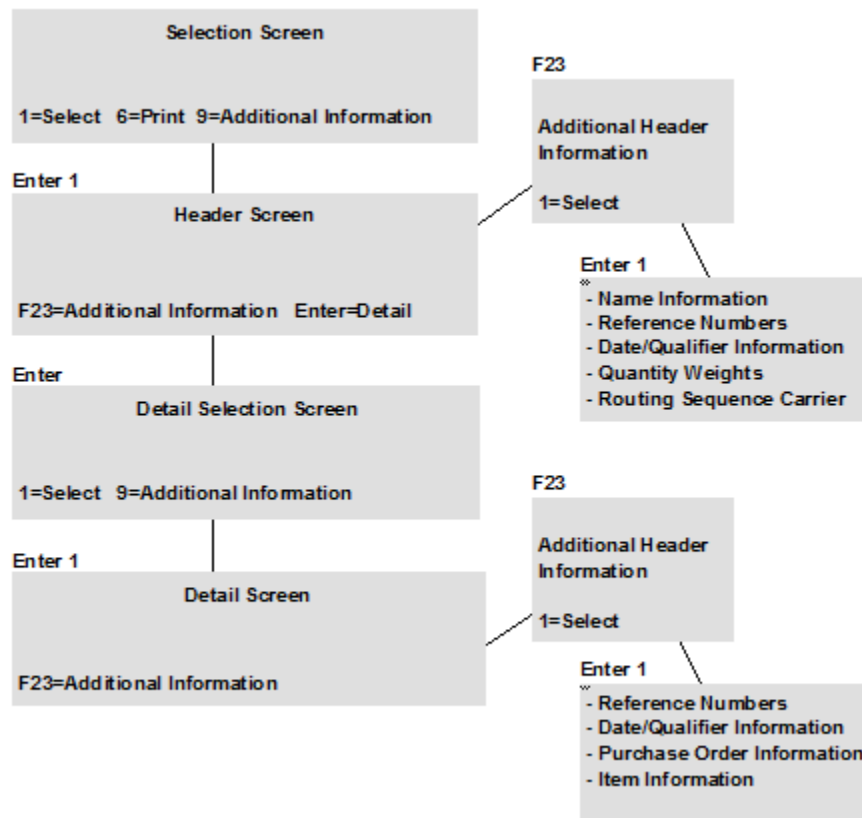 Selection Screen
1=Select 6=Print 9=Additional Information
Enter 1
Header Screen
F23=Additional Information Enter=Detail
F23
Additional Header
Information
1=Select
Enter 1
- Name Information
- Reference Numbers
- Date/Qualifier Information
- Quantity Weights
- Routing Sequence Carrier
Enter
Detail Selection Screen
1=Select 9=Additional Information
Enter 1
Detail Screen
F23=Additional Information
F23
Additional Header
Information
1=Select
Enter 1
- Reference Numbers
- Date/Qualifier Information
- Purchase Order Information
- Item Information